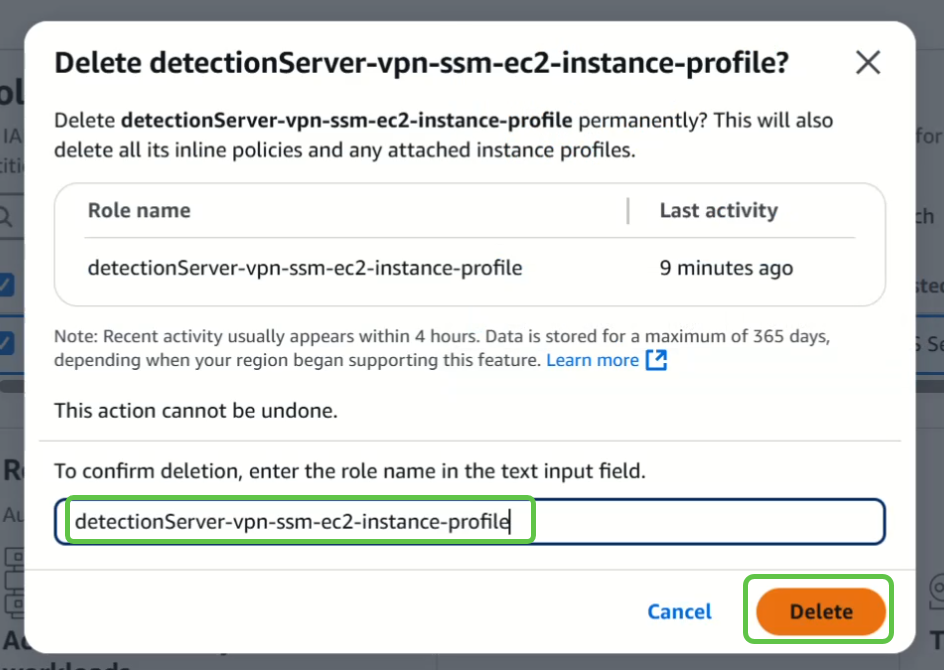 Delete detectionServer-vpn-ssm-ec2-instance-profile?
Delete detectionServer-vpn-ssm-ec2-instance-profile permanently? This will also
delete all its inline policies and any attached instance profiles.
Role name
Last activity
detectionServer-vpn-ssm-ec2-instance-profile
9 minutes ago
Note: Recent activity usually appears within 4 hours. Data is stored for a maximum of 365 days,
depending when your region began supporting this feature. Learn more
This action cannot be undone.
To confirm deletion, enter the role name in the text input field.
detectionServer-vpn-ssm-ec2-instance-profile
Cancel
Delete